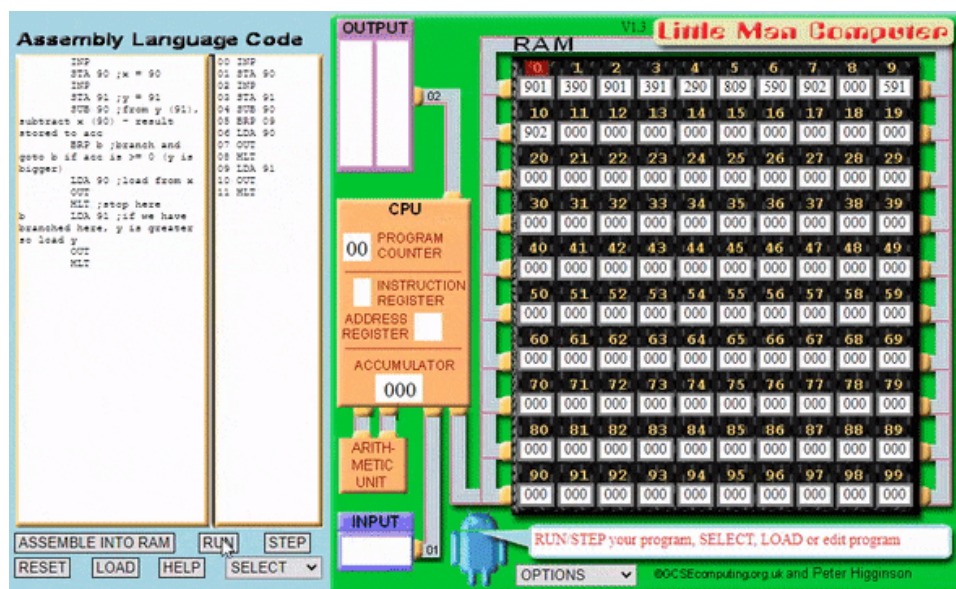 Assembly Language Code
INP
STA 90 ;x = 90
INP
STA 91 ;y = 91
SUB 90 ;from y (91),
subtract x (90) - result
stored to acc
BRP b ;branch and
goto b if acc is >= 0 (y is
bigger)
LDA 90 ;load from x
OUT
HLT ;stop here
b LDA 91 ;if we have
branched here, y is greater
so load y
OUT
HLT
00 INP
01 STA 90
02 INP
03 STA 91
04 SUB 90
05 BRP 09
06 LDA 90
07 OUT
08 HLT
09 LDA 91
10 OUT
11 HLT
ASSEMBLE INTO RAM RUN STEP
RESET LOAD HELP SELECT
OUTPUT
02
CPU
00 PROGRAM
COUNTER
INSTRUCTION
REGISTER
ADDRESS
REGISTER
ACCUMULATOR
000
ARITH-
METIC
UNIT
INPUT
01
V1.3 Little Man Computer
RAM
0 1 2 3 4 5 6 7 8 9
901 390 901 391 290 809 590 902 000 591
10 11 12 13 14 15 16 17 18 19
902 000 000 000 000 000 000 000 000 000
20 21 22 23 24 25 26 27 28 29
000 000 000 000 000 000 000 000 000 000
30 31 32 33 34 35 36 37 38 39
000 000 000 000 000 000 000 000 000 000
40 41 42 43 44 45 46 47 48 49
000 000 000 000 000 000 000 000 000 000
50 51 52 53 54 55 56 57 58 59
000 000 000 000 000 000 000 000 000 000
60 61 62 63 64 65 66 67 68 69
000 000 000 000 000 000 000 000 000 000
70 71 72 73 74 75 76 77 78 79
000 000 000 000 000 000 000 000 000 000
80 81 82 83 84 85 86 87 88 89
000 000 000 000 000 000 000 000 000 000
90 91 92 93 94 95 96 97 98 99
000 000 000 000 000 000 000 000 000 000
RUN/STEP your program, SELECT, LOAD or edit program
OPTIONS ©GCSEcomputing.org.uk and Peter Higginson